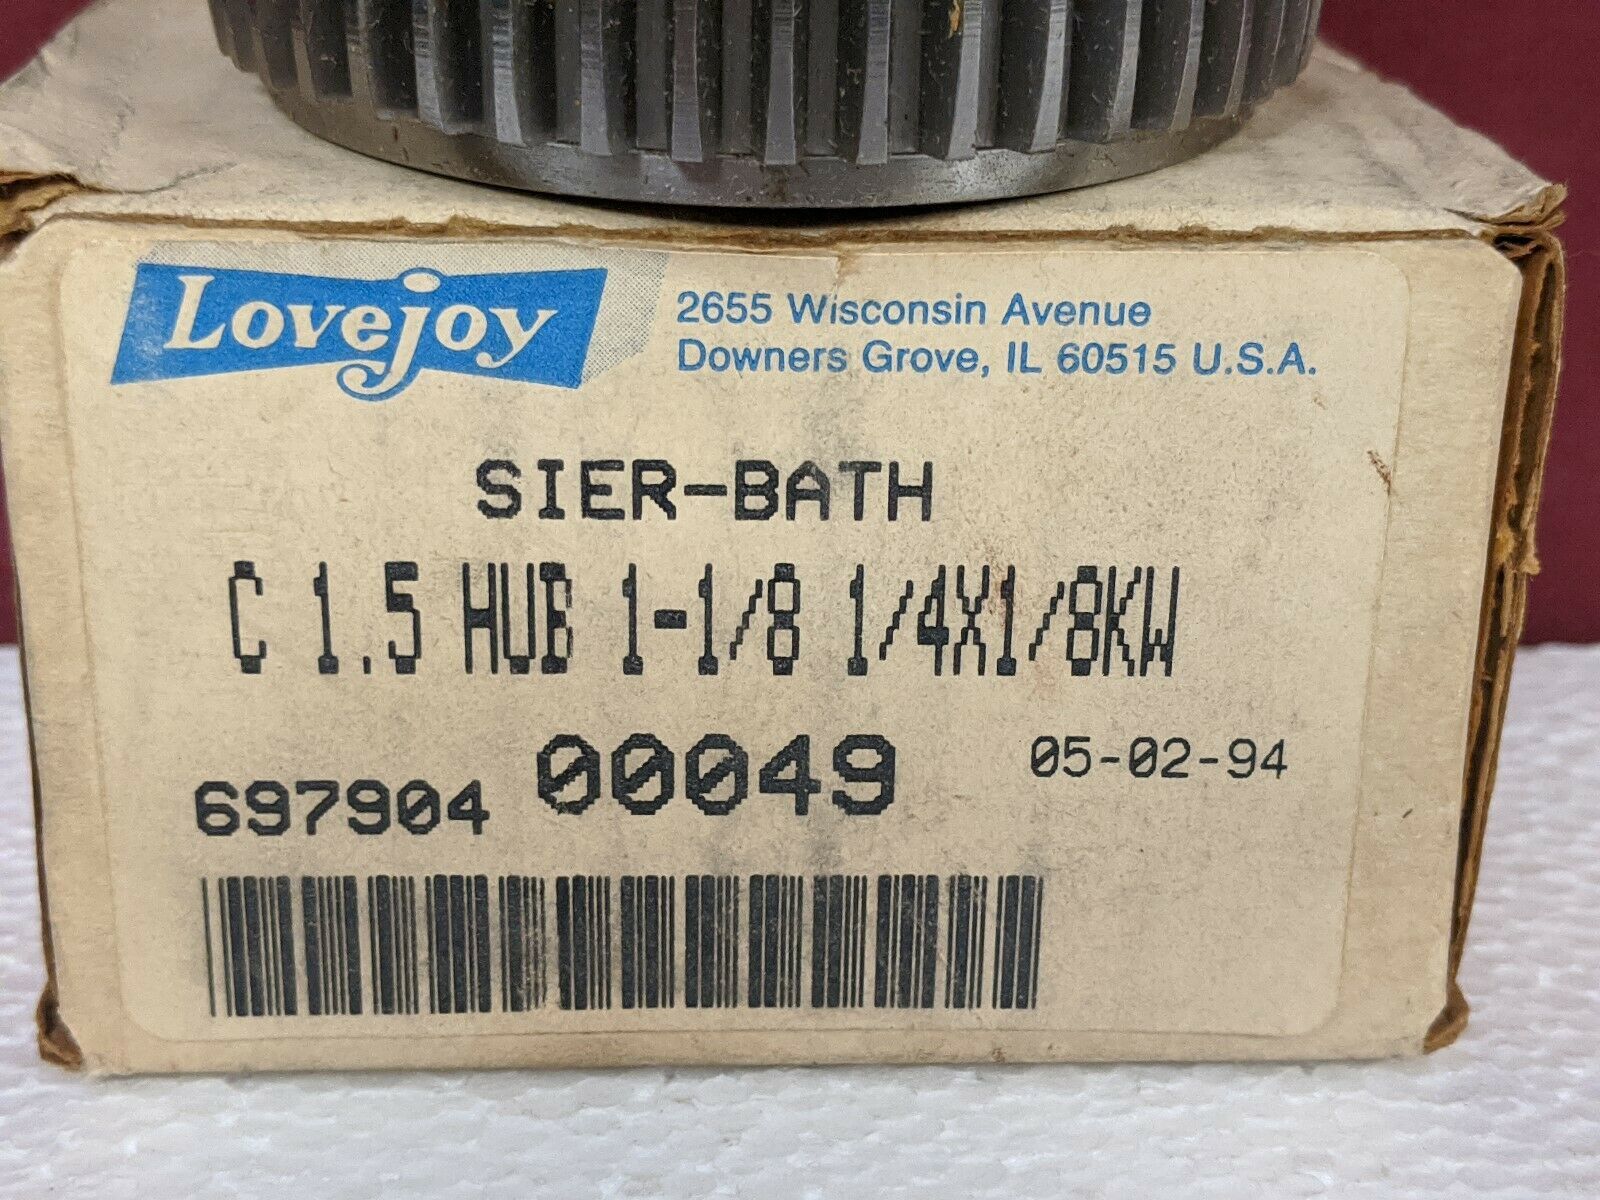 Lovejoy
2655 Wisconsin Avenue
Downers Grove, IL 60515 U.S.A.
SIER-BATH
C 1.5 HUB 1-1/8 1/4X1/8KW
697904 00049 05-02-94